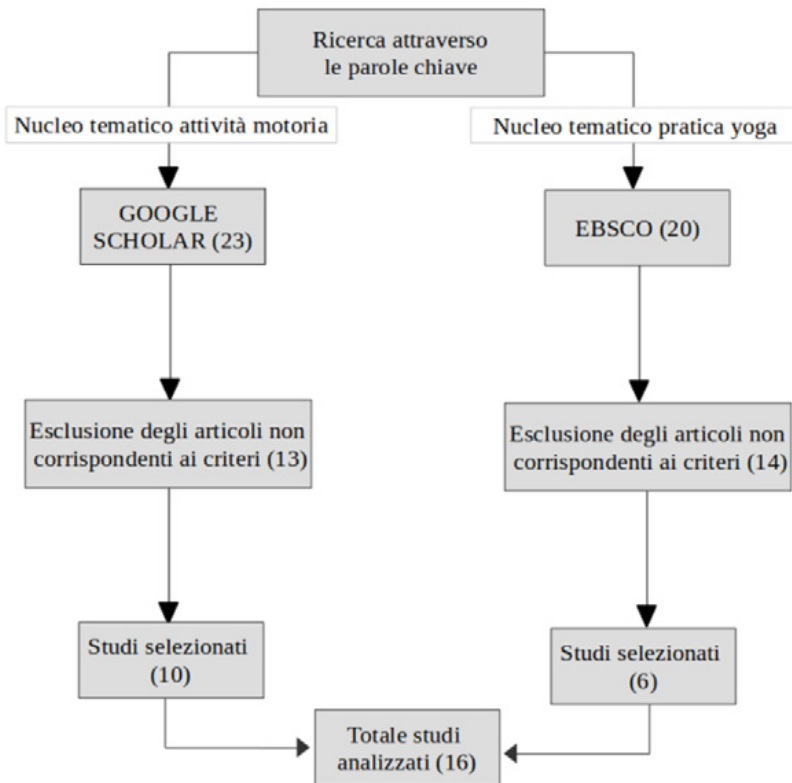 Ricerca attraverso
le parole chiave
Nucleo tematico attività motoria
Nucleo tematico pratica yoga
GOOGLE
SCHOLAR (23)
EBSCO (20)
Esclusione degli articoli non
corrispondenti ai criteri (13)
Esclusione degli articoli non
corrispondenti ai criteri (14)
Studi selezionati
(10)
Studi selezionati
(6)
Totale studi
analizzati (16)